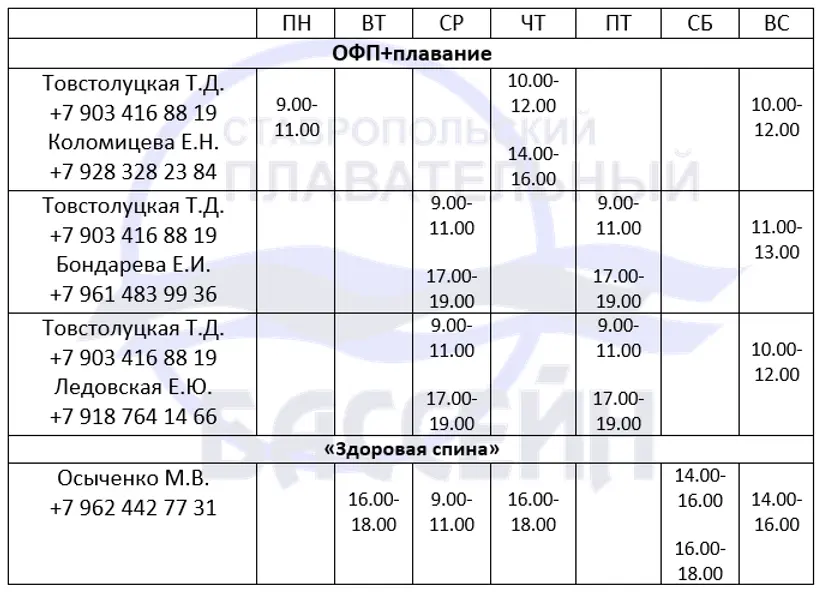 ПН ВТ СР ЧТ ПТ СБ ВС
ОФП+плавание
Товстолуцкая Т.Д.
+7 903 416 88 19
Коломицева Е.Н.
+7 928 328 23 84
9.00-
11.00
10.00-
12.00
14.00-
16.00
10.00-
12.00
Товстолуцкая Т.Д.
+7 903 416 88 19
Бондарева Е.И.
+7 961 483 99 36
9.00-
11.00
17.00-
19.00
9.00-
11.00
17.00-
19.00
11.00-
13.00
Товстолуцкая Т.Д.
+7 903 416 88 19
Ледовская Е.Ю.
+7 918 764 14 66
9.00-
11.00
17.00-
19.00
9.00-
11.00
17.00-
19.00
10.00-
12.00
«Здоровая спина»
Осыченко М.В.
+7 962 442 77 31
16.00-
18.00
9.00-
11.00
16.00-
18.00
14.00-
16.00
16.00-
18.00
14.00-
16.00
СТАВРОПОЛЬСКИЙ
ПЛАВАТЕЛЬНЫЙ
БАССЕЙН